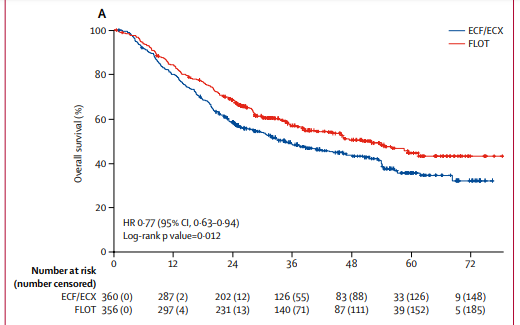 A
100
80
60
40
20
0
Overall survival (%)
ECF/ECX
FLOT
HR 0·77 (95% CI, 0·63–0·94)
Log-rank p value=0·012
0 12 24 36 48 60 72
Number at risk
(number censored)
ECF/ECX 360 (0) 287 (2) 202 (12) 126 (55) 83 (88) 33 (126) 9 (148)
FLOT 356 (0) 297 (4) 231 (13) 140 (71) 87 (111) 39 (152) 5 (185)